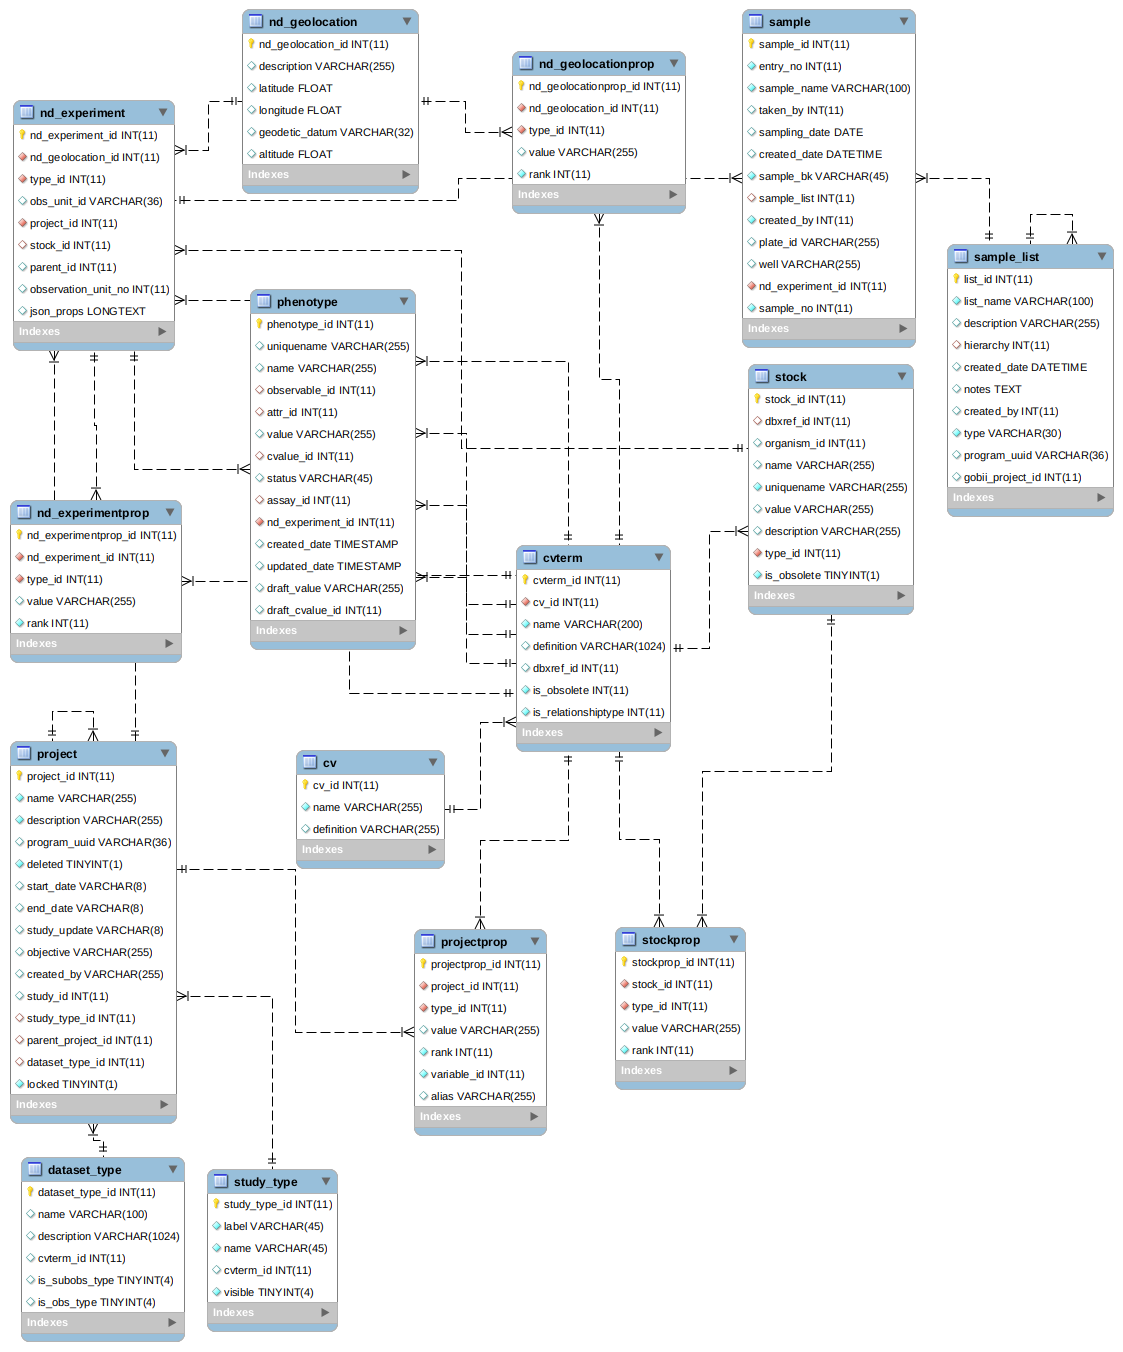 nd_geolocation
nd_geolocation_id INT(11)
description VARCHAR(255)
latitude FLOAT
longitude FLOAT
geodetic_datum VARCHAR(32)
altitude FLOAT
Indexes
nd_geolocationprop
nd_geolocationprop_id INT(11)
nd_geolocation_id INT(11)
type_id INT(11)
value VARCHAR(255)
rank INT(11)
Indexes
sample
sample_id INT(11)
entry_no INT(11)
sample_name VARCHAR(100)
taken_by INT(11)
sampling_date DATE
created_date DATETIME
sample_bk VARCHAR(45)
sample_list INT(11)
created_by INT(11)
plate_id VARCHAR(255)
well VARCHAR(255)
nd_experiment_id INT(11)
sample_no INT(11)
Indexes
nd_experiment
nd_experiment_id INT(11)
nd_geolocation_id INT(11)
type_id INT(11)
obs_unit_id VARCHAR(36)
project_id INT(11)
stock_id INT(11)
parent_id INT(11)
observation_unit_no INT(11)
json_props LONGTEXT
Indexes
sample_list
list_id INT(11)
list_name VARCHAR(100)
description VARCHAR(255)
hierarchy INT(11)
created_date DATETIME
notes TEXT
created_by INT(11)
type VARCHAR(30)
program_uuid VARCHAR(36)
gobii_project_id INT(11)
Indexes
phenotype
phenotype_id INT(11)
uniquename VARCHAR(255)
name VARCHAR(255)
observable_id INT(11)
attr_id INT(11)
value VARCHAR(255)
cvalue_id INT(11)
status VARCHAR(45)
assay_id INT(11)
nd_experiment_id INT(11)
created_date TIMESTAMP
updated_date TIMESTAMP
draft_value VARCHAR(255)
draft_cvalue_id INT(11)
Indexes
stock
stock_id INT(11)
dbxref_id INT(11)
organism_id INT(11)
name VARCHAR(255)
uniquename VARCHAR(255)
value VARCHAR(255)
description VARCHAR(255)
type_id INT(11)
is_obsolete TINYINT(1)
Indexes
nd_experimentprop
nd_experimentprop_id INT(11)
nd_experiment_id INT(11)
type_id INT(11)
value VARCHAR(255)
rank INT(11)
Indexes
cvterm
cvterm_id INT(11)
cv_id INT(11)
name VARCHAR(200)
definition VARCHAR(1024)
dbxref_id INT(11)
is_obsolete INT(11)
is_relationshiptype INT(11)
Indexes
project
project_id INT(11)
name VARCHAR(255)
description VARCHAR(255)
program_uuid VARCHAR(36)
deleted TINYINT(1)
start_date VARCHAR(8)
end_date VARCHAR(8)
study_update VARCHAR(8)
objective VARCHAR(255)
created_by VARCHAR(255)
study_id INT(11)
study_type_id INT(11)
parent_project_id INT(11)
dataset_type_id INT(11)
locked TINYINT(1)
Indexes
cv
cv_id INT(11)
name VARCHAR(255)
definition VARCHAR(255)
Indexes
projectprop
projectprop_id INT(11)
project_id INT(11)
type_id INT(11)
value VARCHAR(255)
rank INT(11)
variable_id INT(11)
alias VARCHAR(255)
Indexes
stockprop
stockprop_id INT(11)
stock_id INT(11)
type_id INT(11)
value VARCHAR(255)
rank INT(11)
Indexes
dataset_type
dataset_type_id INT(11)
name VARCHAR(100)
description VARCHAR(1024)
cvterm_id INT(11)
is_subobs_type TINYINT(4)
is_obs_type TINYINT(4)
Indexes
study_type
study_type_id INT(11)
label VARCHAR(45)
name VARCHAR(45)
cvterm_id INT(11)
visible TINYINT(4)
Indexes